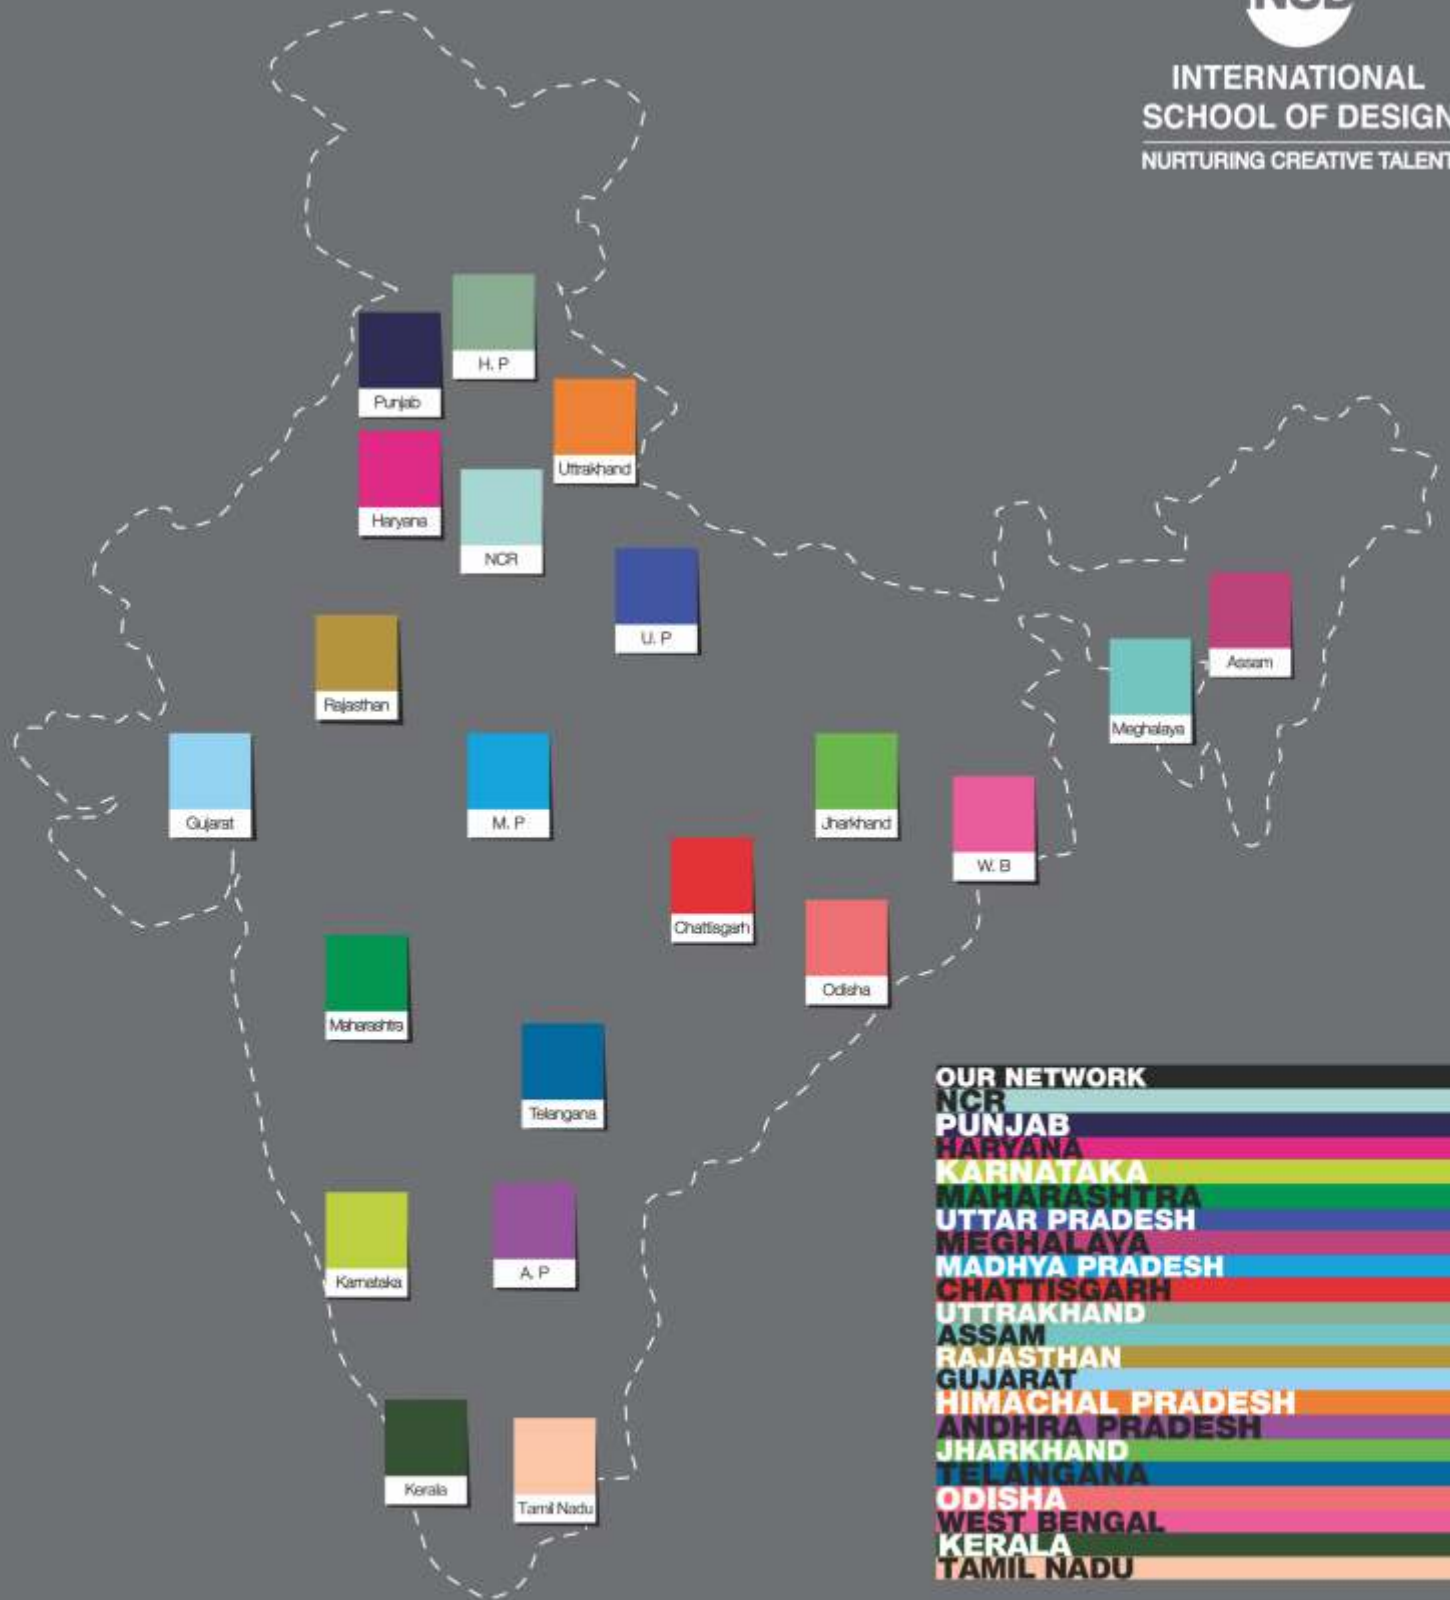 INTERNATIONAL
SCHOOL OF DESIGN
NURTURING CREATIVE TALENT
H. P
Punjab
Uttrakhand
Haryana
NCR
U. P
Assam
Rajasthan
Meghalaya
Gujarat
M. P
Jharkhand
W. B
Chattisgarh
Odisha
Maharashtra
Telangana
Karnataka
A. P
Kerala
Tamil Nadu
OUR NETWORK
NCR
PUNJAB
HARYANA
KARNATAKA
MAHARASHTRA
UTTAR PRADESH
MEGHALAYA
MADHYA PRADESH
CHATTISGARH
UTTRAKHAND
ASSAM
RAJASTHAN
GUJARAT
HIMACHAL PRADESH
ANDHRA PRADESH
JHARKHAND
TELANGANA
ODISHA
WEST BENGAL
KERALA
TAMIL NADU